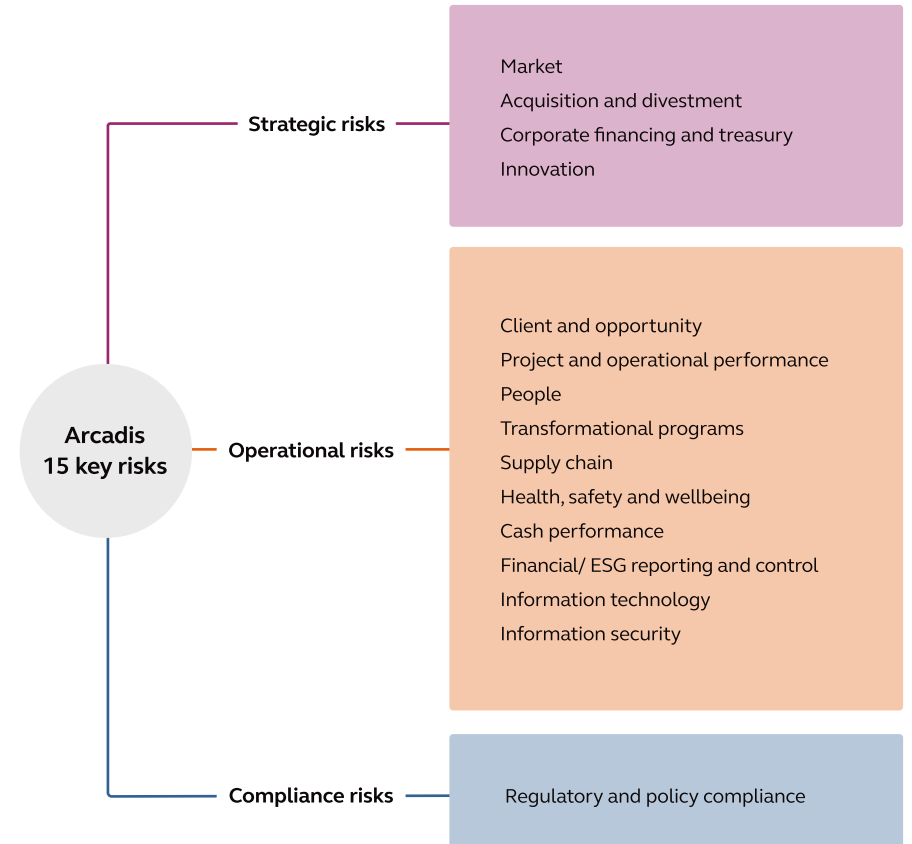 Arcadis
15 key risks
Strategic risks
Market
Acquisition and divestment
Corporate financing and treasury
Innovation
Operational risks
Client and opportunity
Project and operational performance
People
Transformational programs
Supply chain
Health, safety and wellbeing
Cash performance
Financial/ ESG reporting and control
Information technology
Information security
Compliance risks
Regulatory and policy compliance